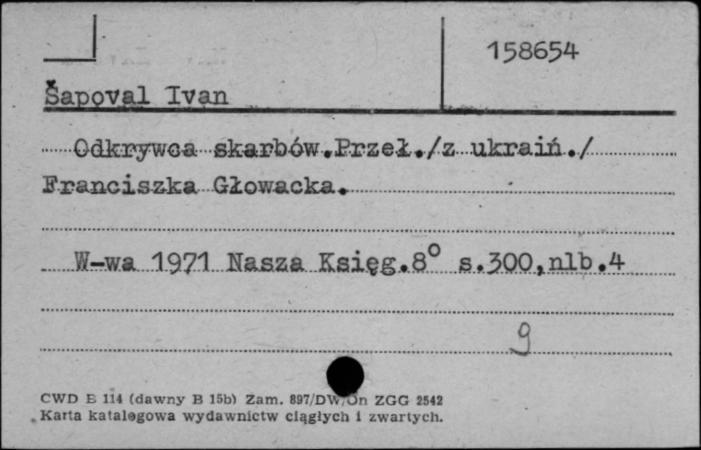 158654
Šapoval Ivan
Odkrywca skarbów.Przeł./z ukraiń./
Franciszka Głowacka.
W-wa 1971 Nasza Księg.8° s.300,nlb.4
9
CWD B 114 (dawny B 15b) Zam. 897/DW/On ZGG 2542
Karta katalogowa wydawnictw ciągłych i zwartych.